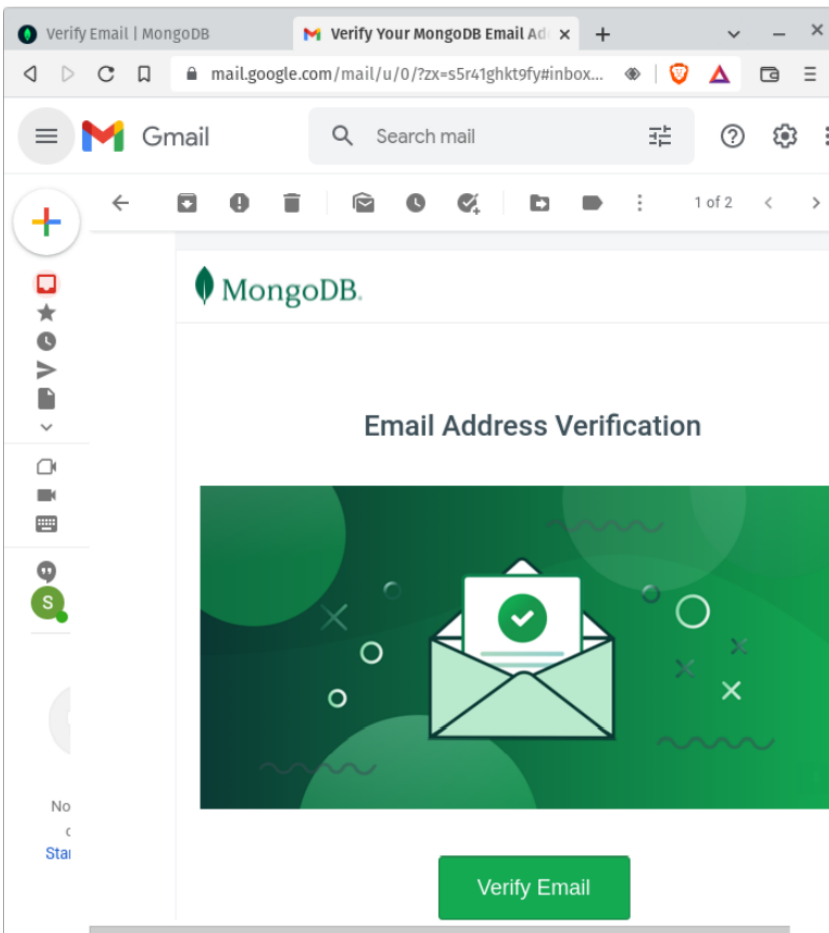 Verify Email | MongoDB
Verify Your MongoDB Email Ad
mail.google.com/mail/u/0/?zx=s5r41ghkt9fy#inbox...
Gmail
Search mail
1 of 2
MongoDB.
Email Address Verification
S
No
Verify Email